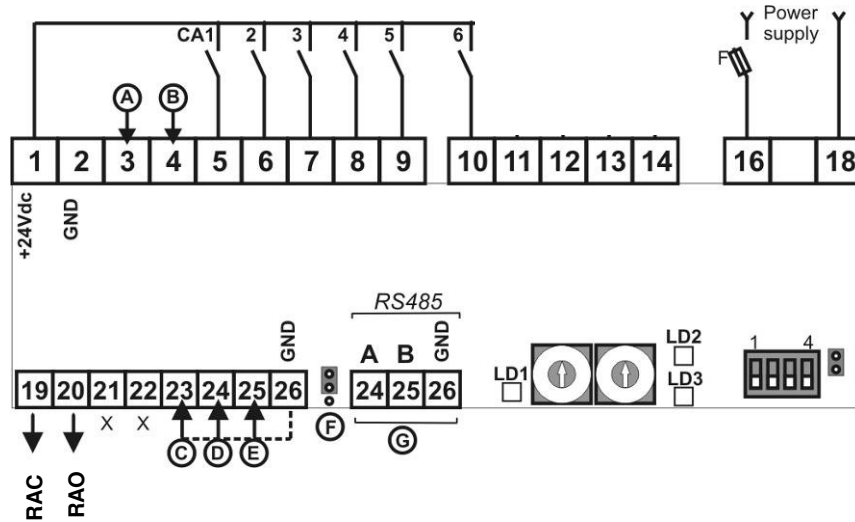 CA1 2 3 4 5 6
Power
supply
F
A B
1 2 3 4 5 6 7 8 9 10 11 12 13 14 16 18
+24Vdc
GND
RS485
A B GND
GND
LD1
LD2
LD3
1 4
19 20 21 22 23 24 25 26
24 25 26
X X
C D E
F
G
RAC
RAO